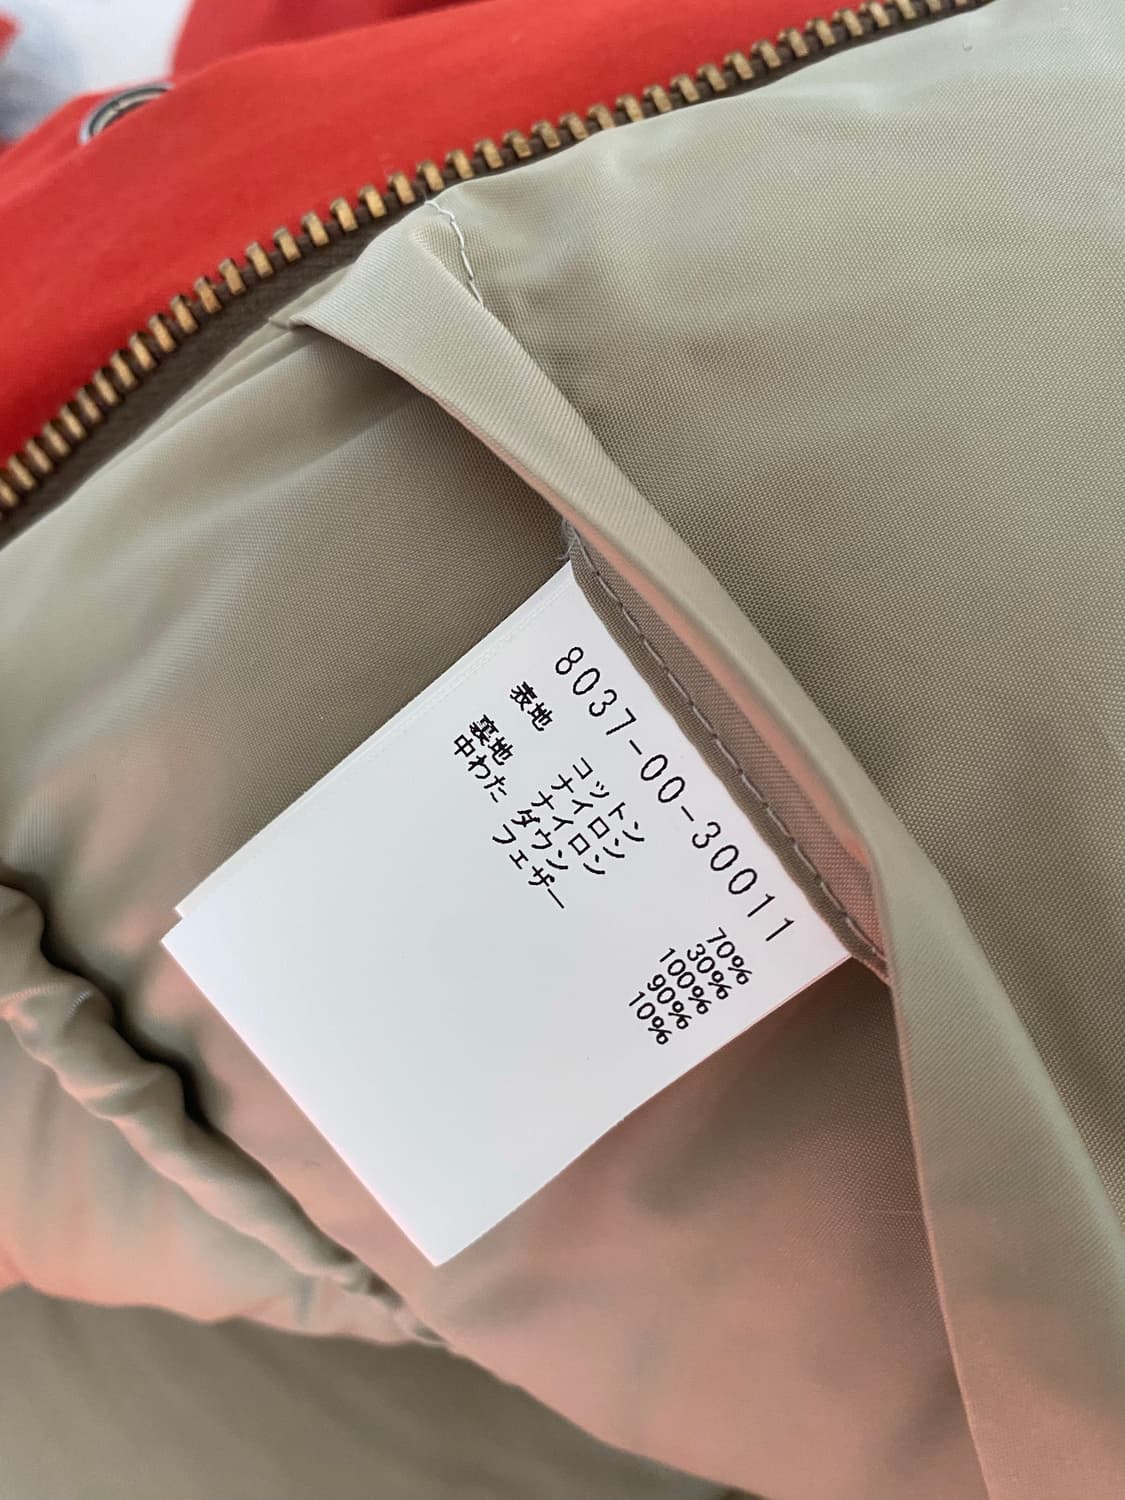 8037-00-30011
表地 コットン 70%
ナイロン 30%
裏地 ナイロン 100%
中わた ダウン 90%
フェザー 10%